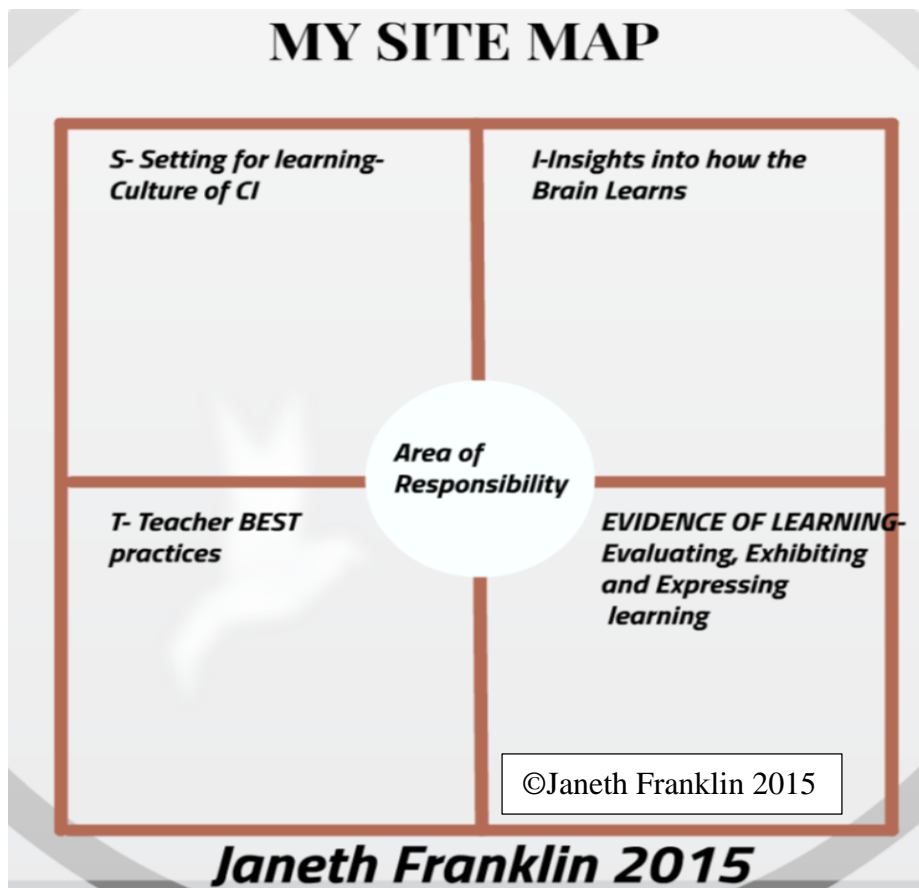 MY SITE MAP
S- Setting for learning-
Culture of CI
I-Insights into how the
Brain Learns
Area of
Responsibility
T- Teacher BEST
practices
EVIDENCE OF LEARNING-
Evaluating, Exhibiting
and Expressing
learning
©Janeth Franklin 2015
Janeth Franklin 2015